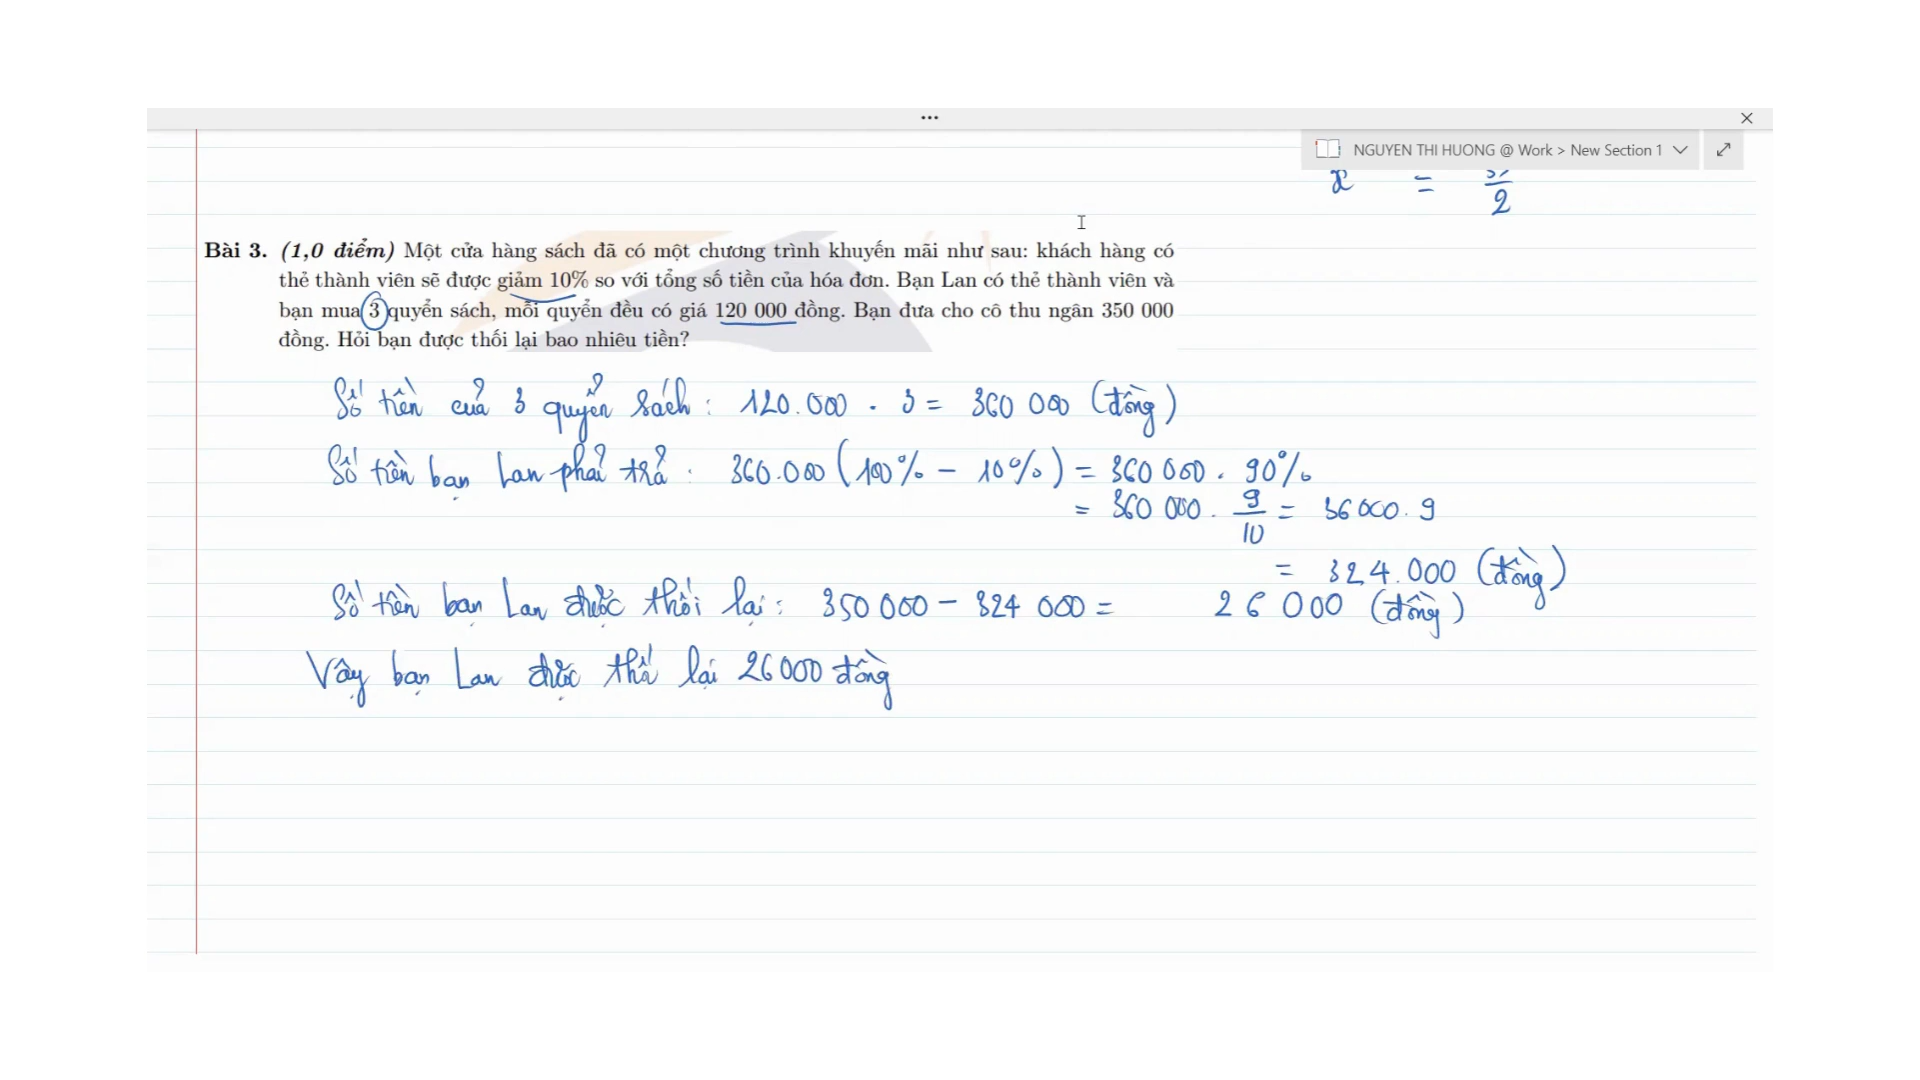 NGUYEN THI HUONG @ Work > New Section 1
x =
2
Bài 3. (1,0 điểm) Một cửa hàng sách đã có một chương trình khuyến mãi như sau: khách hàng có
thẻ thành viên sẽ được giảm 10% so với tổng số tiền của hóa đơn. Bạn Lan có thẻ thành viên và
bạn mua 3 quyển sách, mỗi quyển đều có giá 120 000 đồng. Bạn đưa cho cô thu ngân 350 000
đồng. Hỏi bạn được thối lại bao nhiêu tiền?
Số tiền của 3 quyển sách : 120.000 . 3 = 360 000 (đồng)
Số tiền bạn Lan phải trả : 360.000 (100% - 10%) = 360 000 . 90%
= 360 000 . 9/10 = 36000 . 9
= 324.000 (đồng)
Số tiền bạn Lan được thối lại : 350 000 - 324 000 = 26 000 (đồng)
Vậy bạn Lan được thối lại 26000 đồng